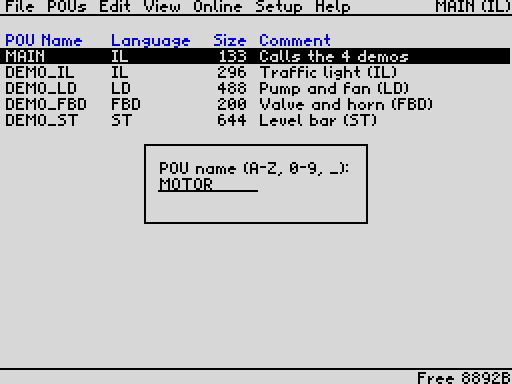 File POUs Edit View Online Setup Help MAIN (IL)
POU Name Language Size Comment
MAIN IL 133 Calls the 4 demos
DEMO_IL IL 296 Traffic light (IL)
DEMO_LD LD 488 Pump and fan (LD)
DEMO_FBD FBD 200 Valve and horn (FBD)
DEMO_ST ST 644 Level bar (ST)
POU name (A-Z, 0-9, _):
MOTOR
Free 8892B